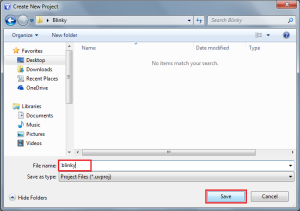 Create New Project
Blinky
Search Blinky
Organize
New folder
Favorites
Desktop
Downloads
Recent Places
OneDrive
Libraries
Documents
Music
Pictures
Videos
Name
Date modified
Type
No items match your search.
File name: blinky
Save as type: Project Files (*.uvproj)
Hide Folders
Save
Cancel